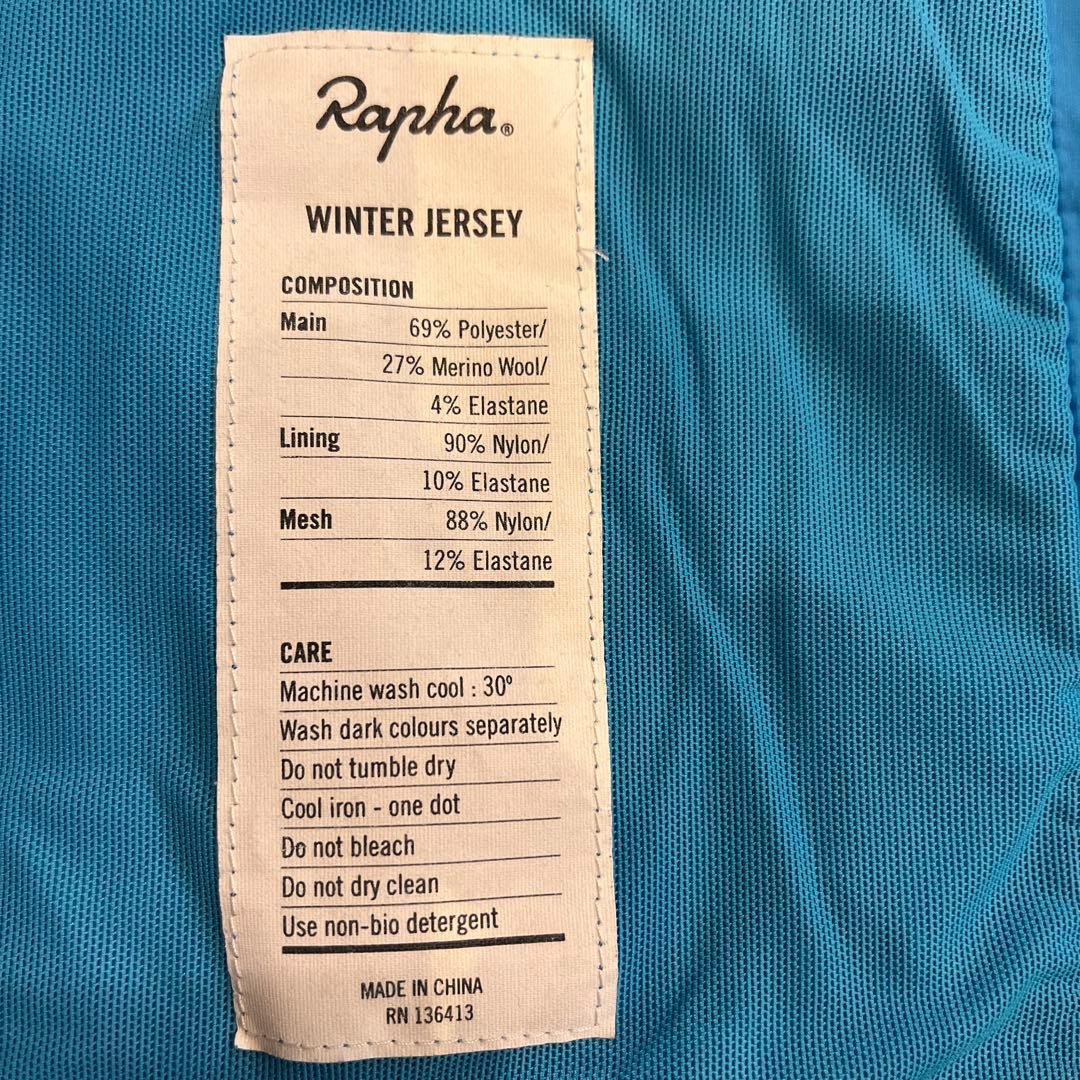 Rapha®
WINTER JERSEY
COMPOSITION
Main 69% Polyester/
27% Merino Wool/
4% Elastane
Lining 90% Nylon/
10% Elastane
Mesh 88% Nylon/
12% Elastane
CARE
Machine wash cool : 30º
Wash dark colours separately
Do not tumble dry
Cool iron - one dot
Do not bleach
Do not dry clean
Use non-bio detergent
MADE IN CHINA
RN 136413